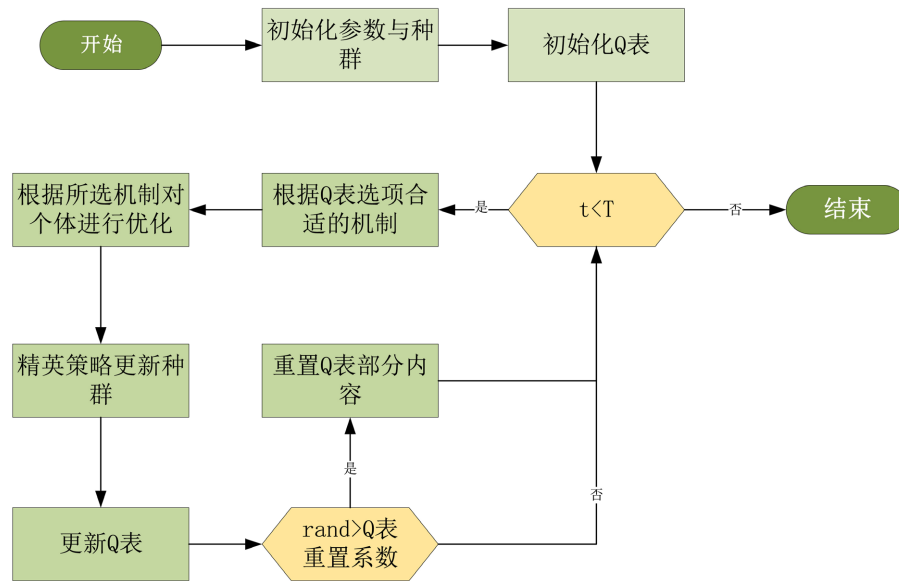 开始
初始化参数与种
群
初始化Q表
根据所选机制对
个体进行优化
根据Q表选项合
适的机制
是
t<T
否
结束
精英策略更新种
群
重置Q表部分内
容
是
否
更新Q表
rand>Q表
重置系数